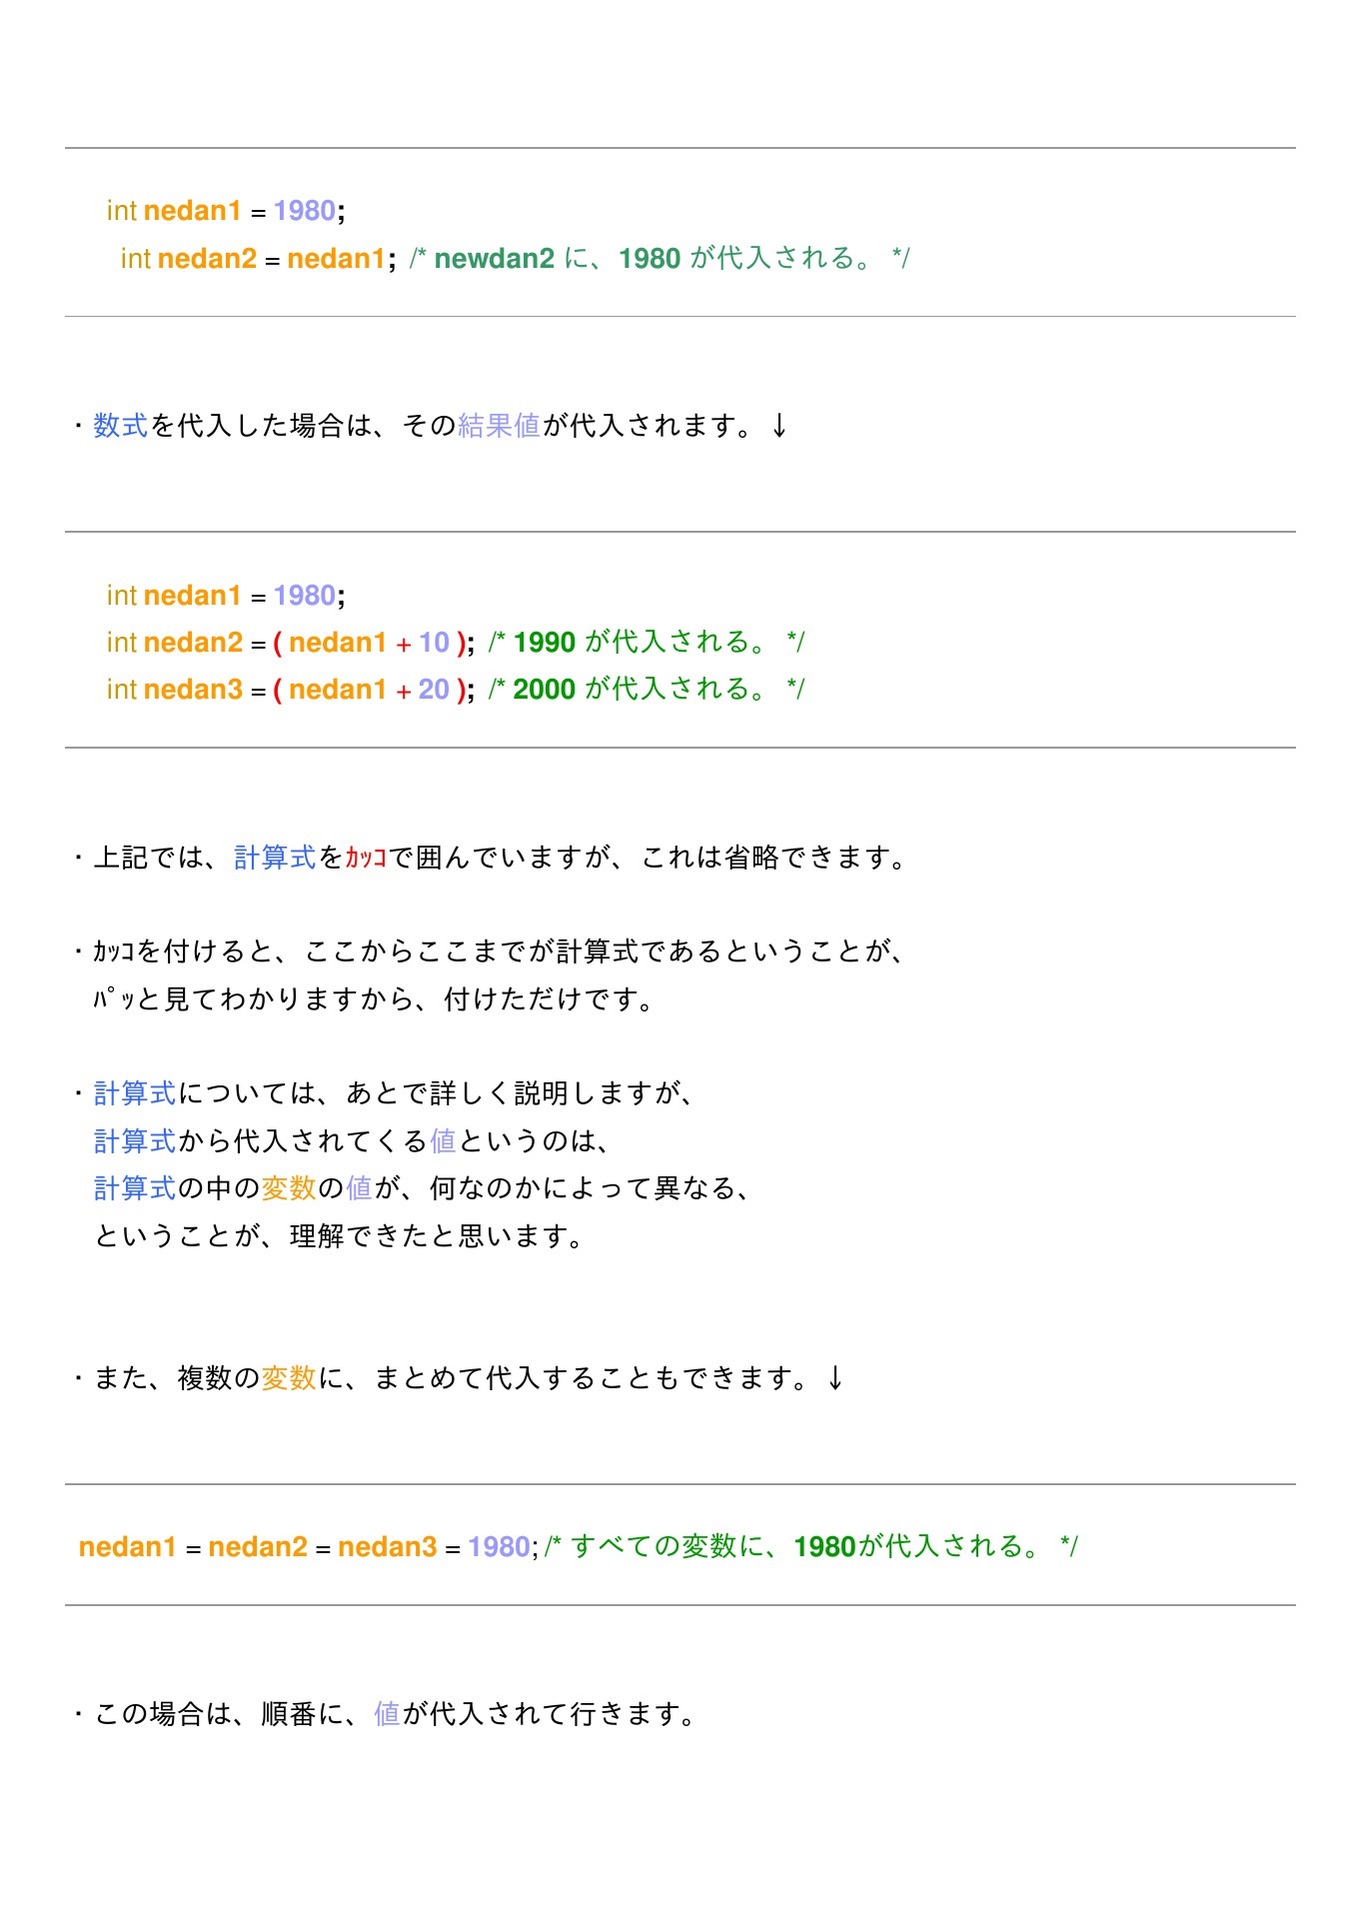 int nedan1 = 1980;
int nedan2 = nedan1; /* newdan2 に、1980 が代入される。 */
・数式を代入した場合は、その結果値が代入されます。↓
int nedan1 = 1980;
int nedan2 = ( nedan1 + 10 ); /* 1990 が代入される。 */
int nedan3 = ( nedan1 + 20 ); /* 2000 が代入される。 */
・上記では、計算式をｶｯｺで囲んでいますが、これは省略できます。
・ｶｯｺを付けると、ここからここまでが計算式であるということが、
ﾊﾟｯと見てわかりますから、付けただけです。
・計算式については、あとで詳しく説明しますが、
計算式から代入されてくる値というのは、
計算式の中の変数の値が、何なのかによって異なる、
ということが、理解できたと思います。
・また、複数の変数に、まとめて代入することもできます。↓
nedan1 = nedan2 = nedan3 = 1980; /* すべての変数に、1980が代入される。 */
・この場合は、順番に、値が代入されて行きます。